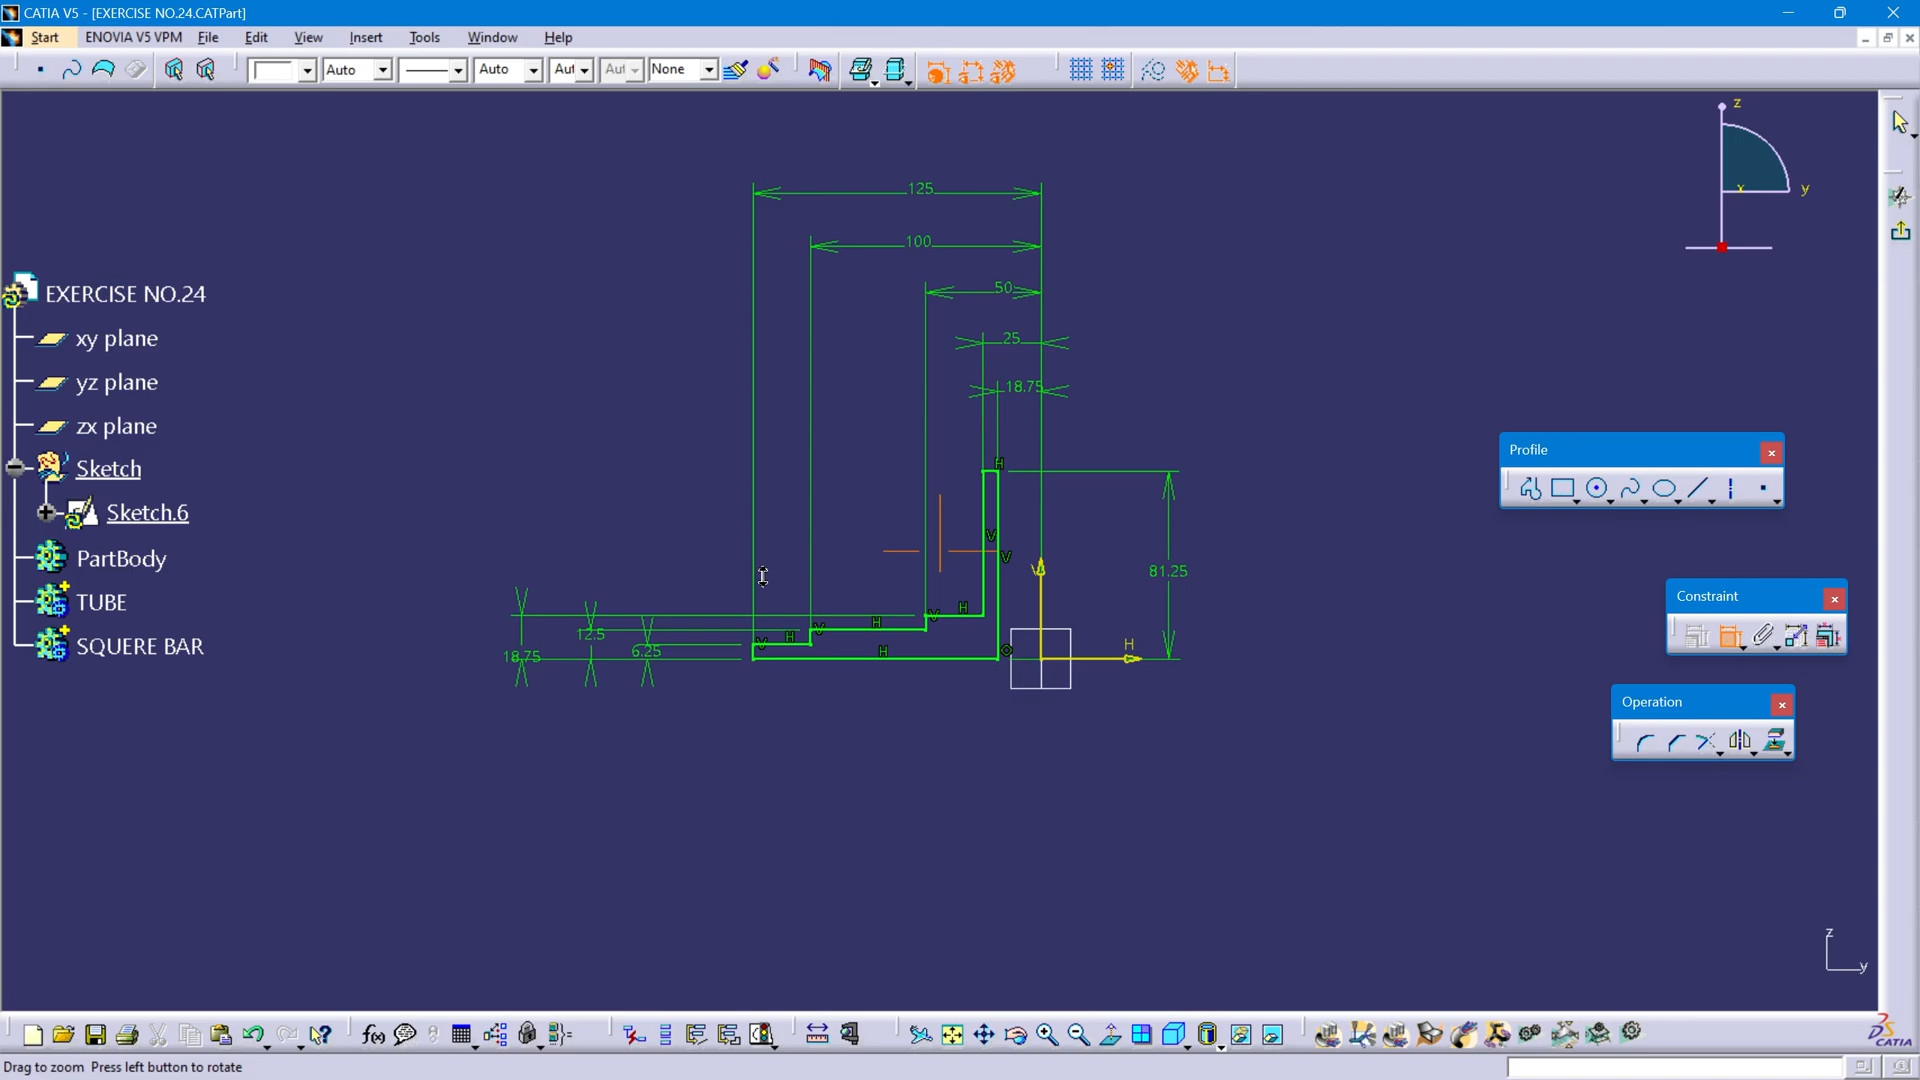 CATIA V5 - [EXERCISE NO.24.CATPart]
Start ENOVIA V5 VPM File Edit View Insert Tools Window Help
Auto Auto Aut Aut None
z
x y
125
100
50
25
18.75
81.25
12.5
18.75
6.25
H
V
V
H
V
H
V
H
V
H
H
V
H
EXERCISE NO.24
xy plane
yz plane
zx plane
Sketch
Sketch.6
PartBody
TUBE
SQUERE BAR
Profile
Constraint
Operation
z
y
f(x)
CATIA
Drag to zoom Press left button to rotate